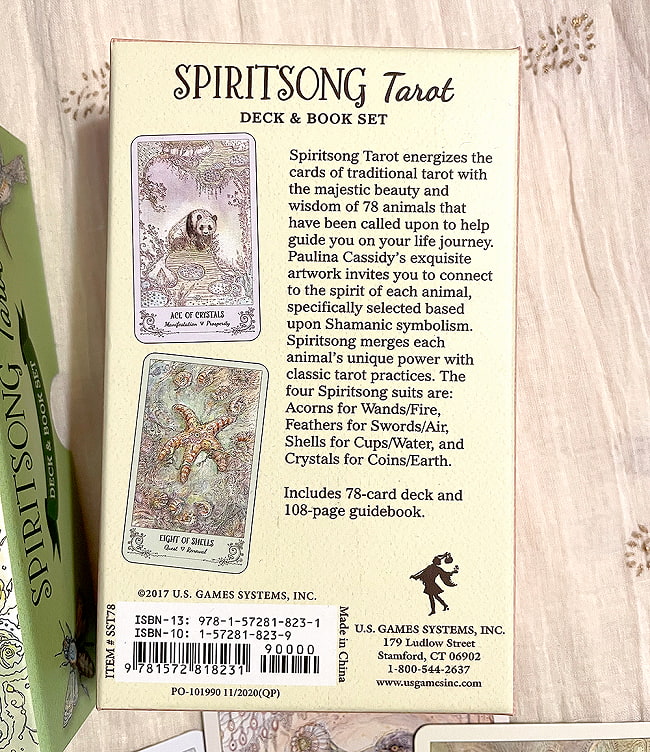 SPIRITSONG Tarot
DECK & BOOK SET
ACE OF CRYSTALS
Manifestation ♥ Prosperity
EIGHT OF SHELLS
Quest ♥ Renewal
Spiritsong Tarot energizes the
cards of traditional tarot with
the majestic beauty and
wisdom of 78 animals that
have been called upon to help
guide you on your life journey.
Paulina Cassidy's exquisite
artwork invites you to connect
to the spirit of each animal,
specifically selected based
upon Shamanic symbolism.
Spiritsong merges each
animal's unique power with
classic tarot practices. The
four Spiritsong suits are:
Acorns for Wands/Fire,
Feathers for Swords/Air,
Shells for Cups/Water, and
Crystals for Coins/Earth.
Includes 78-card deck and
108-page guidebook.
©2017 U.S. GAMES SYSTEMS, INC.
ITEM # SST78
ISBN-13: 978-1-57281-823-1
ISBN-10: 1-57281-823-9
90000
9 781572 818231
Made in China
PO-101990 11/2020(QP)
U.S. GAMES SYSTEMS, INC.
179 Ludlow Street
Stamford, CT 06902
1-800-544-2637
www.usgamesinc.com
SPIRITSONG Tarot
DECK & BOOK SET